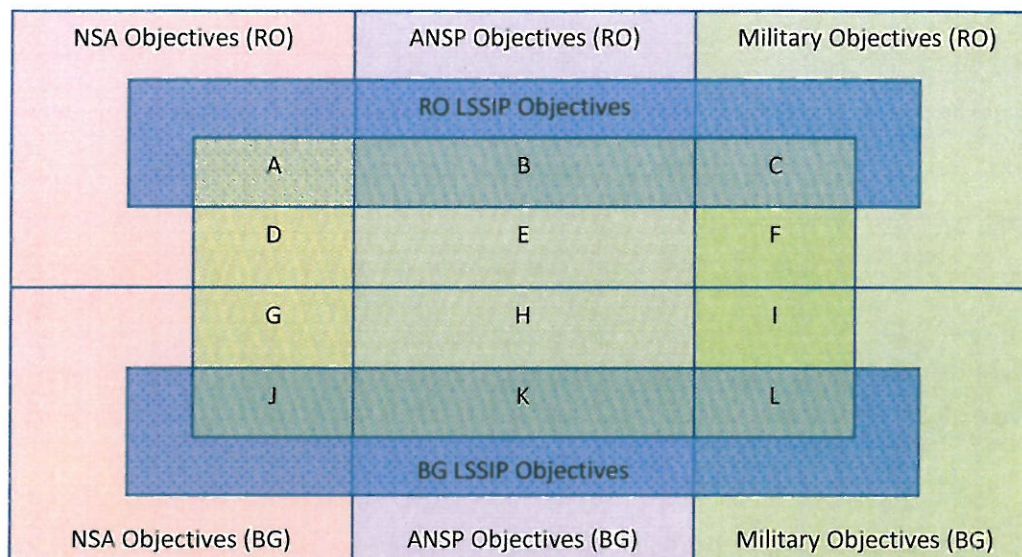 NSA Objectives (RO) ANSP Objectives (RO) Military Objectives (RO)
RO LSSIP Objectives
A B C
D E F
G H I
J K L
BG LSSIP Objectives
NSA Objectives (BG) ANSP Objectives (BG) Military Objectives (BG)